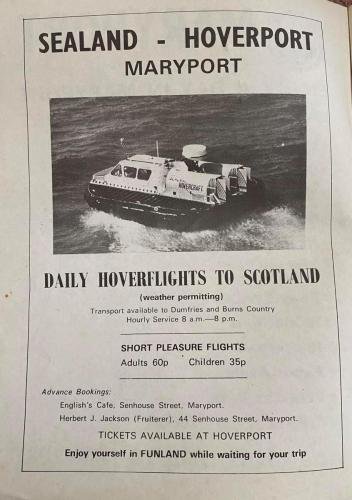 SEALAND - HOVERPORT
MARYPORT
SEALAND
HOVERCRAFT
DAILY HOVERFLIGHTS TO SCOTLAND
(weather permitting)
Transport available to Dumfries and Burns Country
Hourly Service 8 a.m.—8 p.m.
SHORT PLEASURE FLIGHTS
Adults 60p Children 35p
Advance Bookings:
English's Cafe, Senhouse Street, Maryport.
Herbert J. Jackson (Fruiterer), 44 Senhouse Street, Maryport.
TICKETS AVAILABLE AT HOVERPORT
Enjoy yourself in FUNLAND while waiting for your trip